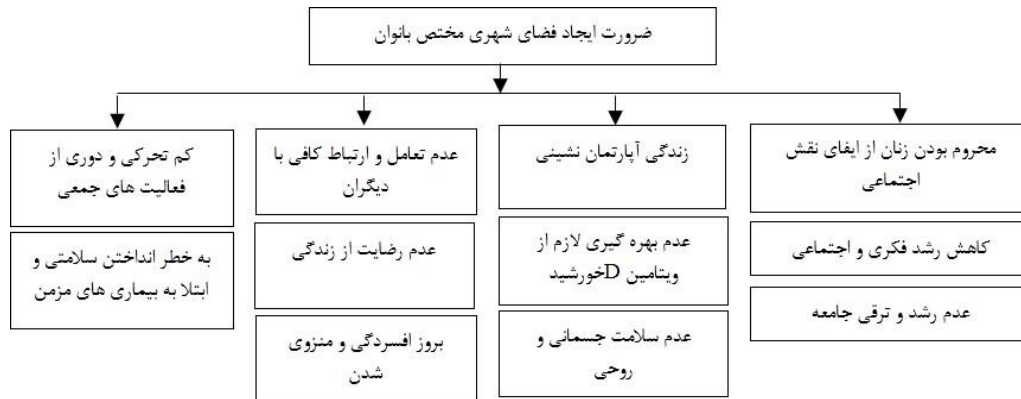 ضرورت ایجاد فضای شهری مختص بانوان
محروم بودن زنان از ایفای نقش
اجتماعی
کاهش رشد فکری و اجتماعی
عدم رشد و ترقی جامعه
زندگی آپارتمان نشینی
عدم بهره گیری لازم از
ویتامین Dخورشید
عدم سلامت جسمانی و
روحی
عدم تعامل و ارتباط کافی با
دیگران
عدم رضایت از زندگی
بروز افسردگی و منزوی
شدن
کم تحرکی و دوری از
فعالیت های جمعی
به خطر انداختن سلامتی و
ابتلا به بیماری های مزمن